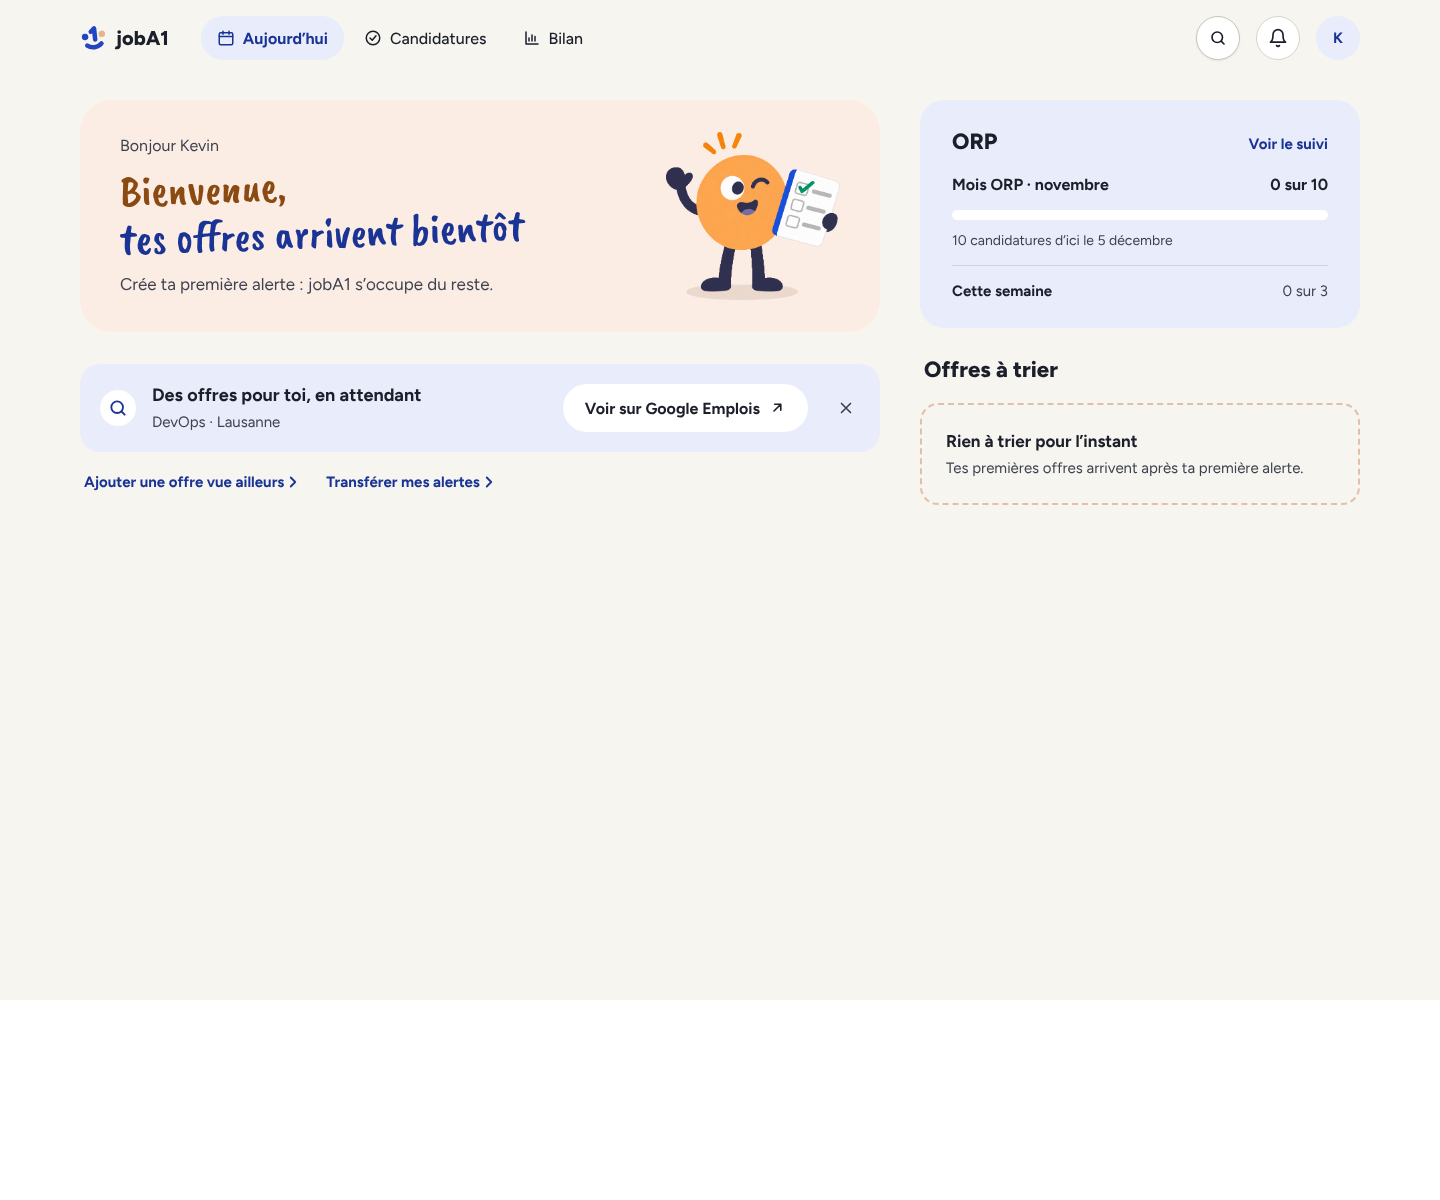 jobA1
Aujourd’hui
Candidatures
Bilan
K
Bonjour Kevin
Bienvenue,
tes offres arrivent bientôt
Crée ta première alerte : jobA1 s’occupe du reste.
Des offres pour toi, en attendant
DevOps · Lausanne
Voir sur Google Emplois
Ajouter une offre vue ailleurs
Transférer mes alertes
ORP
Voir le suivi
Mois ORP · novembre
0 sur 10
10 candidatures d’ici le 5 décembre
Cette semaine
0 sur 3
Offres à trier
Rien à trier pour l’instant
Tes premières offres arrivent après ta première alerte.